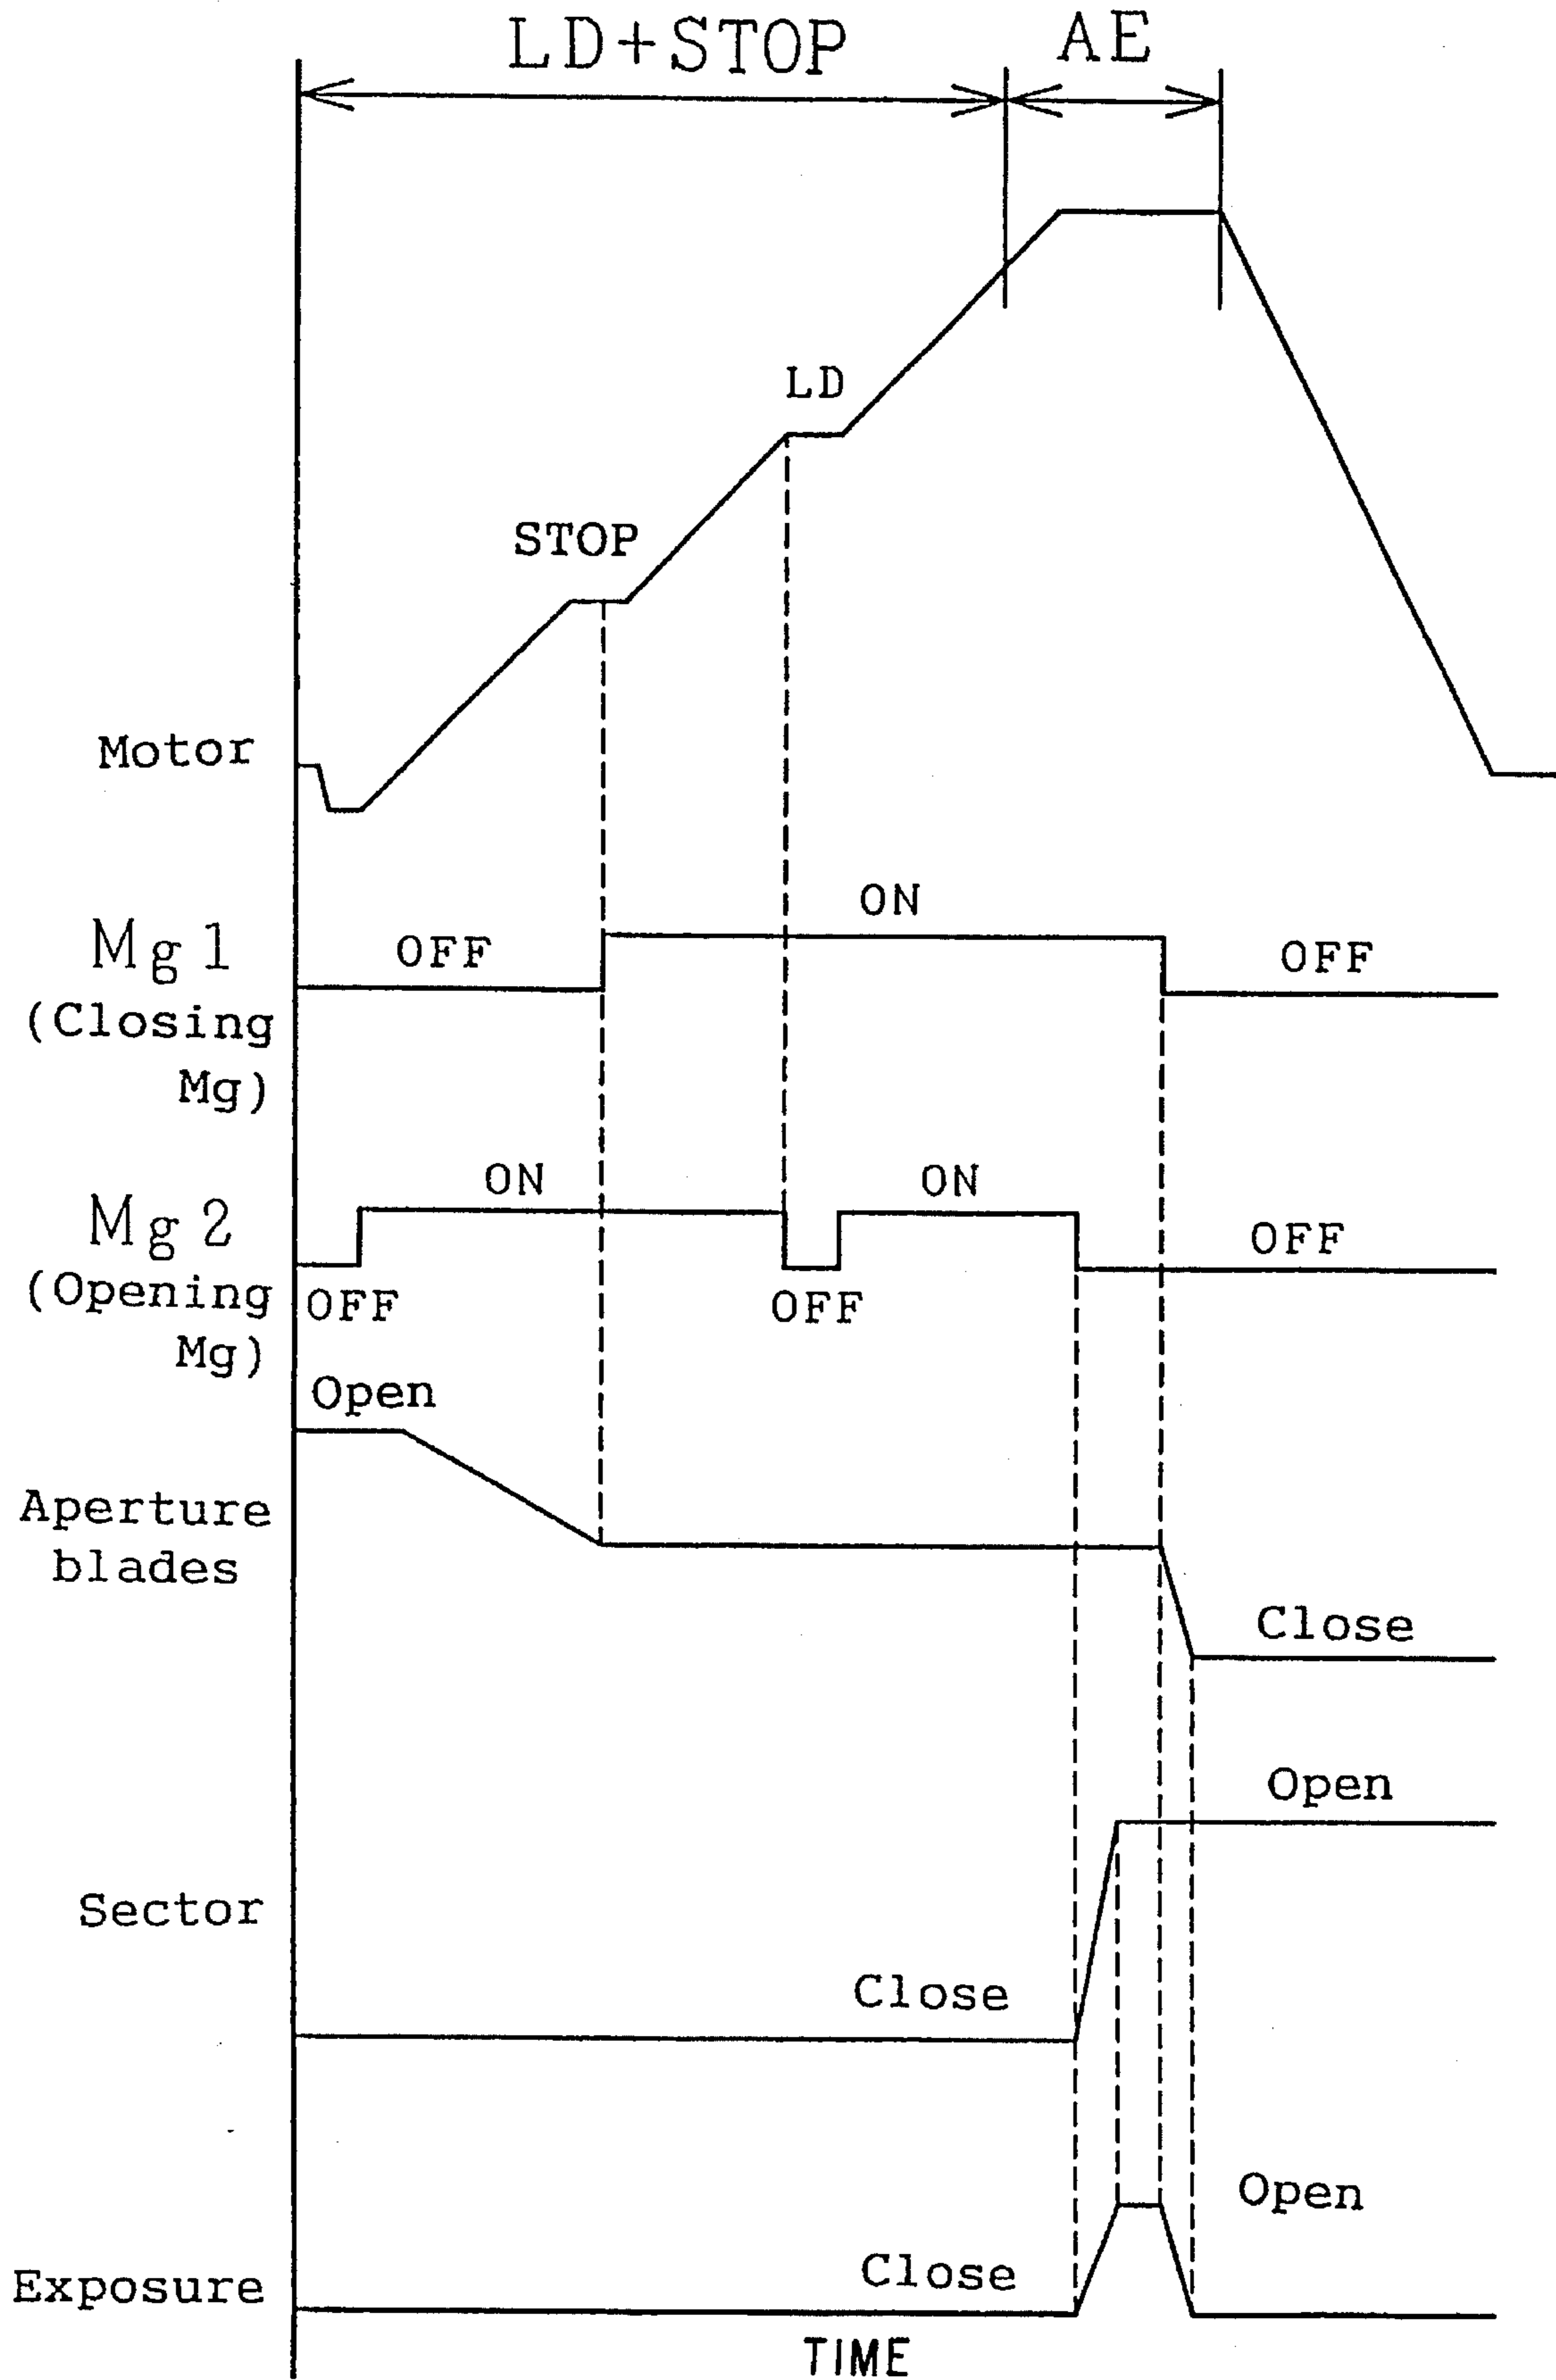 LD+STOP
AE
LD
STOP
Motor
ON
Mg1
OFF
OFF
(Closing
Mg)
ON
ON
Mg2
OFF
(Opening
OFF
OFF
Mg)
Open
Aperture
blades
Close
Open
Sector
Close
Open
Close
Exposure
TIME